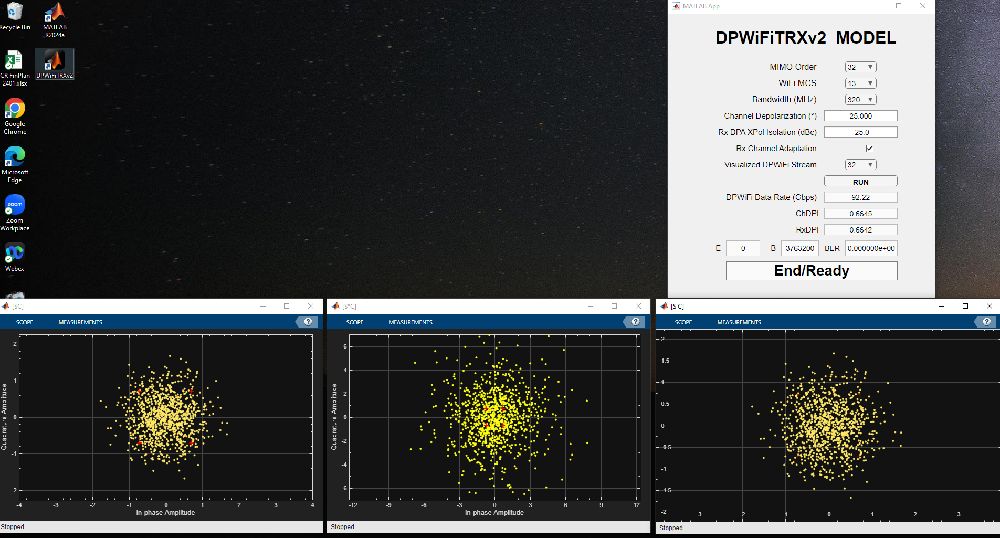 Recycle Bin
MATLAB
R2024a
CR FinPlan
2401.xlsx
DPWiFiTRXv2
Google
Chrome
Microsoft
Edge
zoom
Zoom
Workplace
Webex
MATLAB App
DPWiFiTRXv2 MODEL
MIMO Order 32
WiFi MCS 13
Bandwidth (MHz) 320
Channel Depolarization (°) 25.000
Rx DPA XPol Isolation (dBc) -25.0
Rx Channel Adaptation
Visualized DPWiFi Stream 32
RUN
DPWiFi Data Rate (Gbps) 92.22
ChDPI 0.6645
RxDPI 0.6642
E 0 B 3763200 BER 0.000000e+00
End/Ready
[SC]
SCOPE MEASUREMENTS ?
2
1
0
-1
-2
Quadrature Amplitude
-4 -3 -2 -1 0 1 2 3 4
In-phase Amplitude
Stopped
[S*C]
SCOPE MEASUREMENTS ?
6
4
2
0
-2
-4
-6
Quadrature Amplitude
-12 -9 -6 -3 0 3 6 9 12
In-phase Amplitude
Stopped
[S'C]
SCOPE MEASUREMENTS ?
2
1.5
1
0.5
0
-0.5
-1
-1.5
-2
-3 -2 -1 0 1 2 3
Stopped